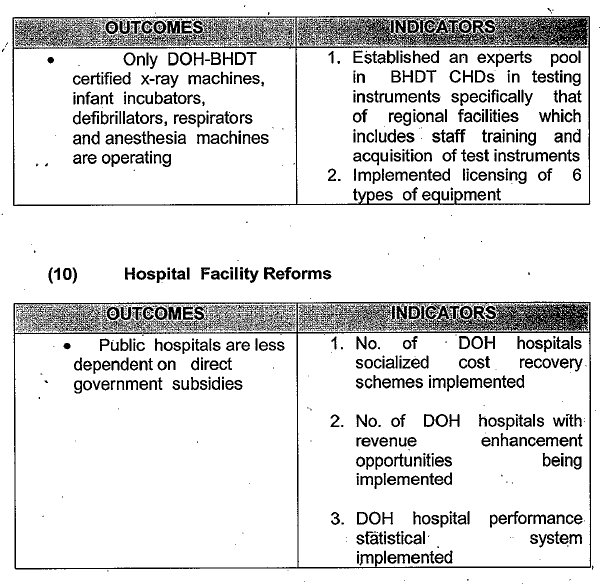 OUTCOMES
INDICATORS
• Only DOH-BHDT
certified x-ray machines,
infant incubators,
defibrillators, respirators
and anesthesia machines
are operating
1. Established an experts pool
in BHDT CHDs in testing
instruments specifically that
of regional facilities which
includes staff training and
acquisition of test instruments
2. Implemented licensing of 6
types of equipment
(10) Hospital Facility Reforms
OUTCOMES
INDICATORS
• Public hospitals are less
dependent on direct
government subsidies
1. No. of DOH hospitals
socialized cost recovery
schemes implemented
2. No. of DOH hospitals with
revenue enhancement
opportunities being
implemented
3. DOH hospital performance
statistical system
implemented